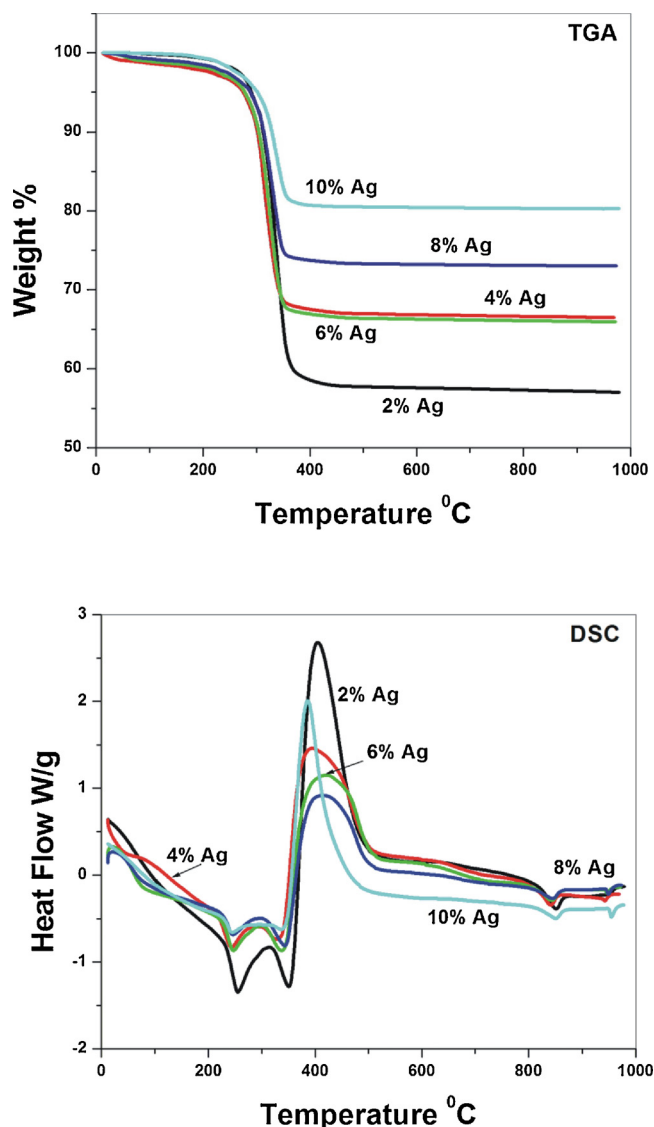 TGA
100
90
80
70
60
50
Weight %
10% Ag
8% Ag
4% Ag
6% Ag
2% Ag
0 200 400 600 800 1000
Temperature ⁰C
DSC
3
2
1
0
-1
-2
Heat Flow W/g
2% Ag
6% Ag
4% Ag
8% Ag
10% Ag
0 200 400 600 800 1000
Temperature ⁰C